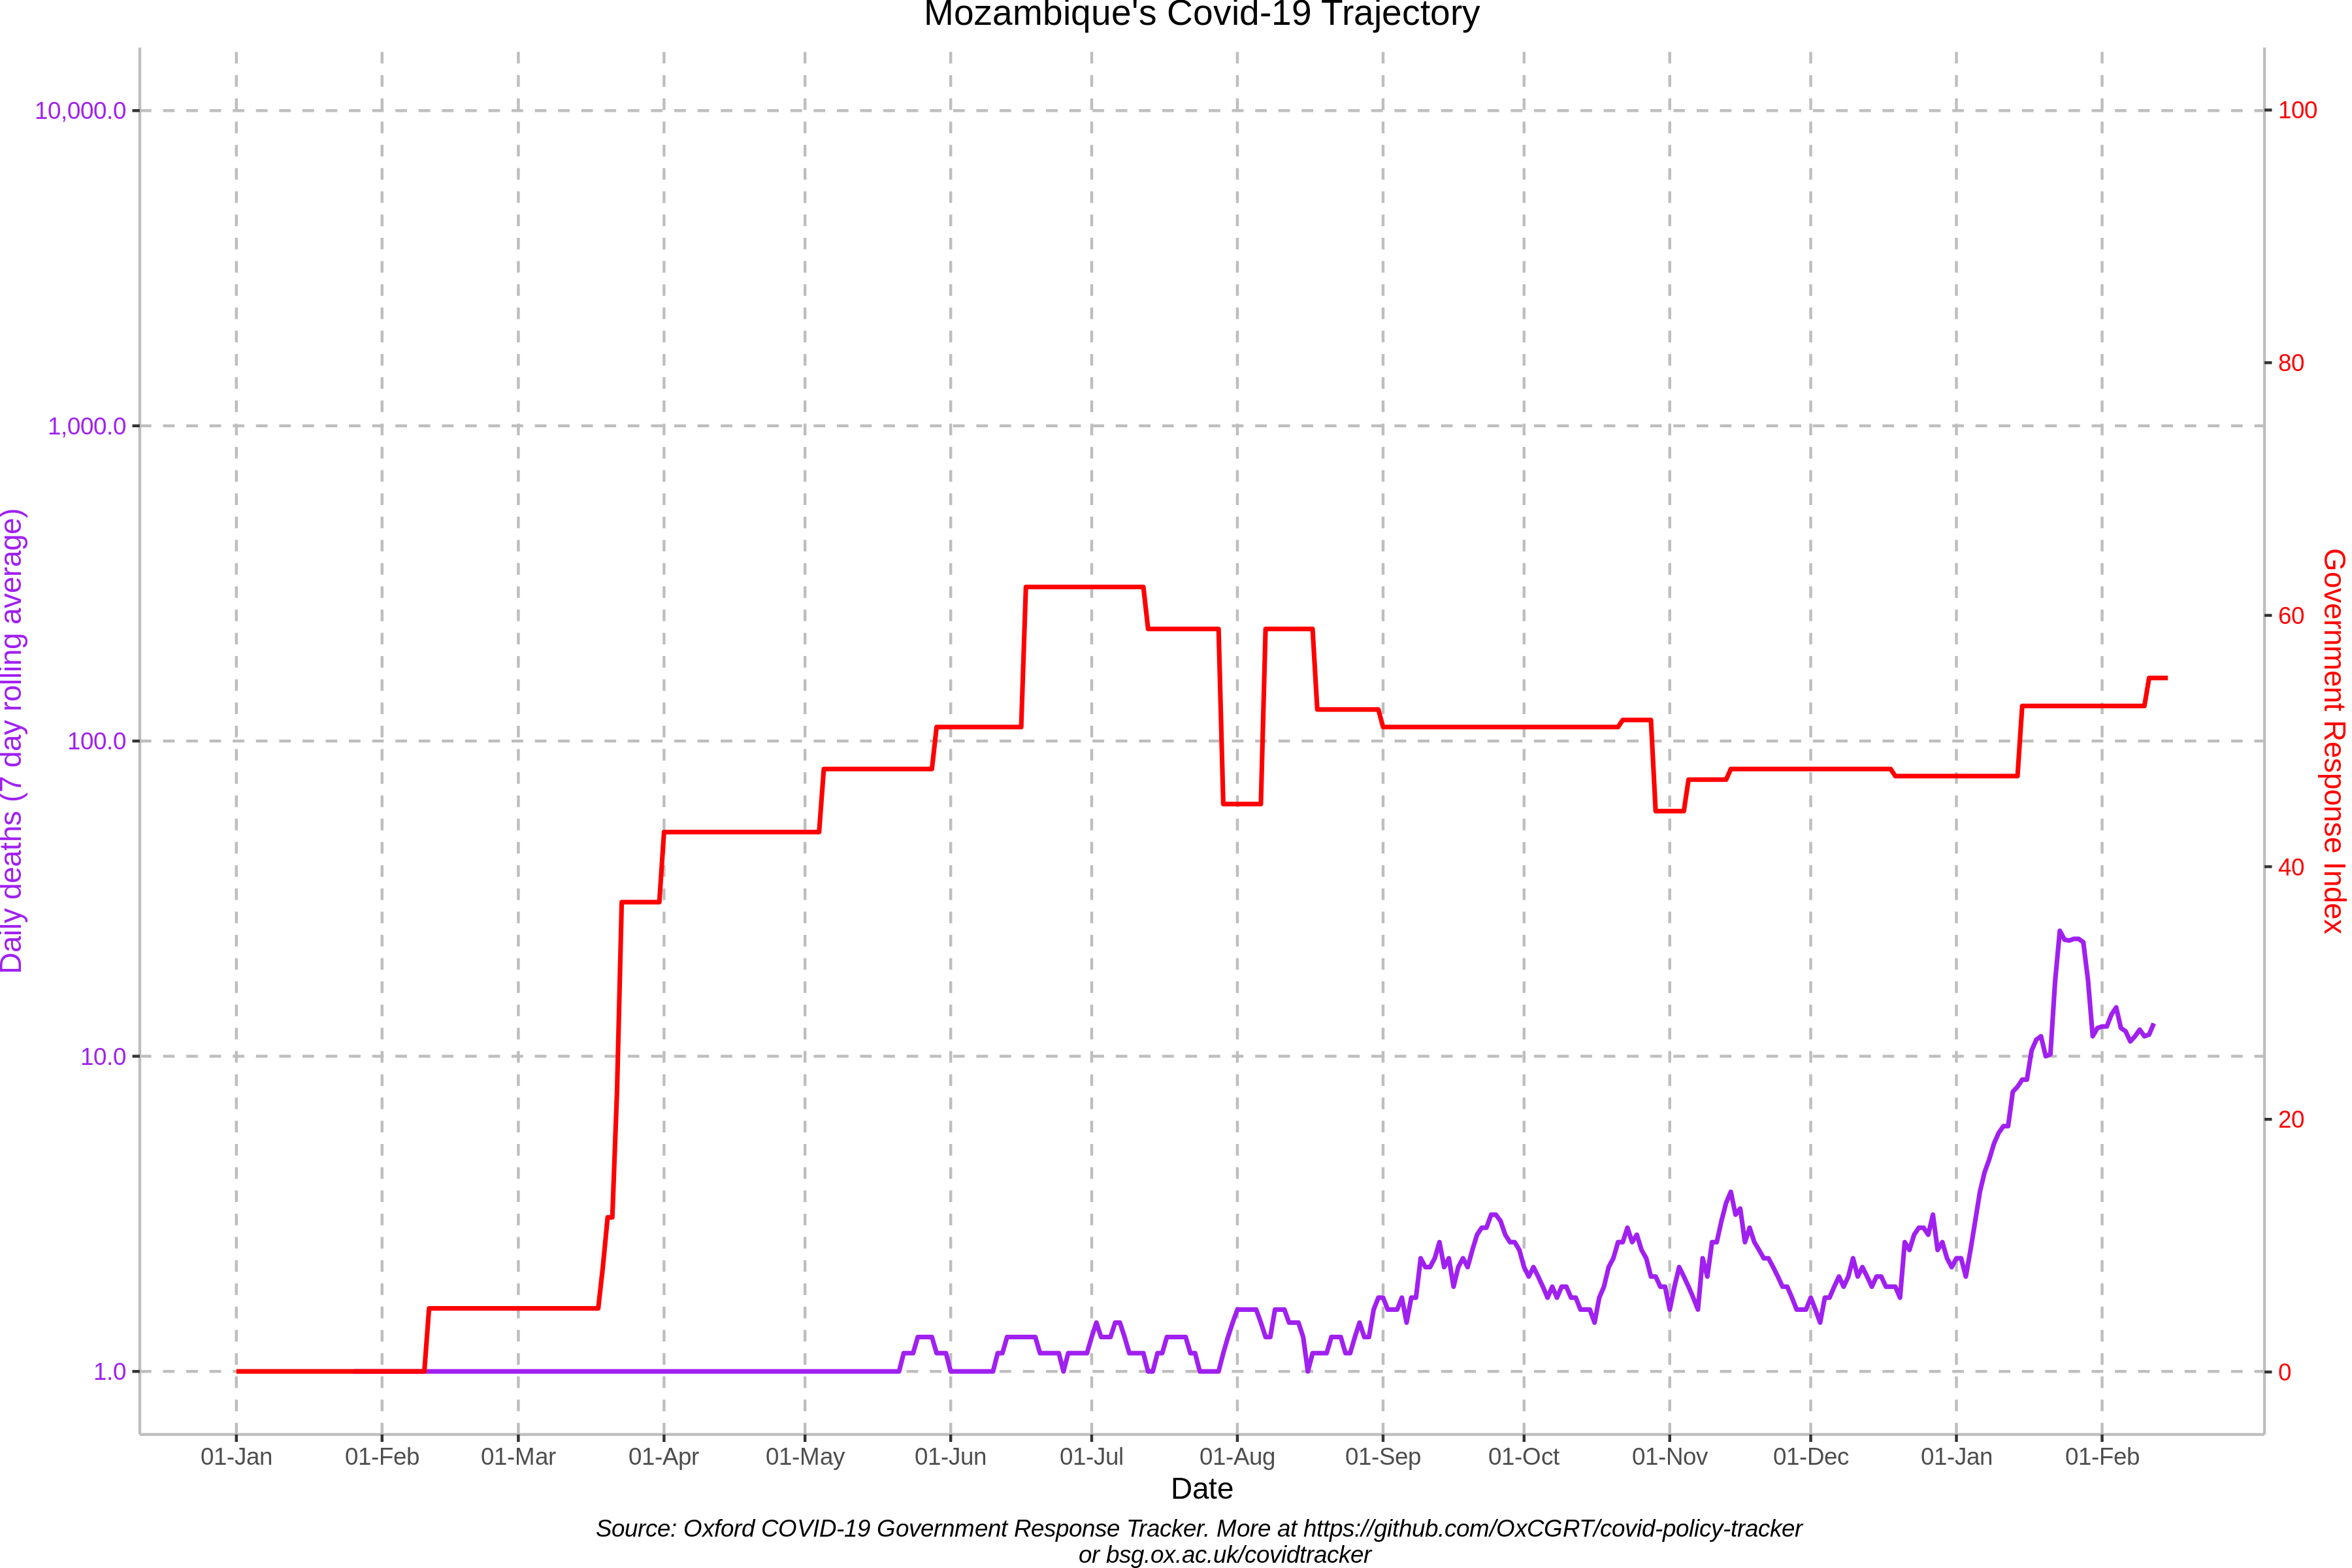 Mozambique's Covid-19 Trajectory
10,000.0
1,000.0
100.0
10.0
1.0
Daily deaths (7 day rolling average)
100
80
60
40
20
0
Government Response Index
01-Jan 01-Feb 01-Mar 01-Apr 01-May 01-Jun 01-Jul 01-Aug 01-Sep 01-Oct 01-Nov 01-Dec 01-Jan 01-Feb
Date
Source: Oxford COVID-19 Government Response Tracker. More at https://github.com/OxCGRT/covid-policy-tracker
or bsg.ox.ac.uk/covidtracker